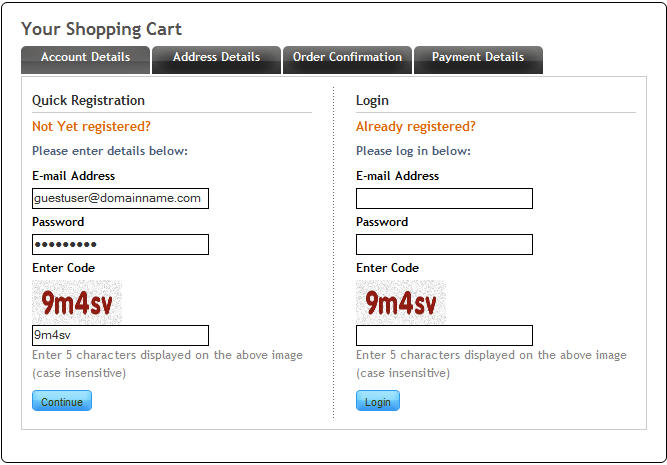 Your Shopping Cart
Account Details
Address Details
Order Confirmation
Payment Details
Quick Registration
Not Yet registered?
Please enter details below:
E-mail Address
guestuser@domainname.com
Password
•••••••••
Enter Code
9m4sv
9m4sv
Enter 5 characters displayed on the above image
(case insensitive)
Continue
Login
Already registered?
Please log in below:
E-mail Address
Password
Enter Code
9m4sv
Enter 5 characters displayed on the above image
(case insensitive)
Login